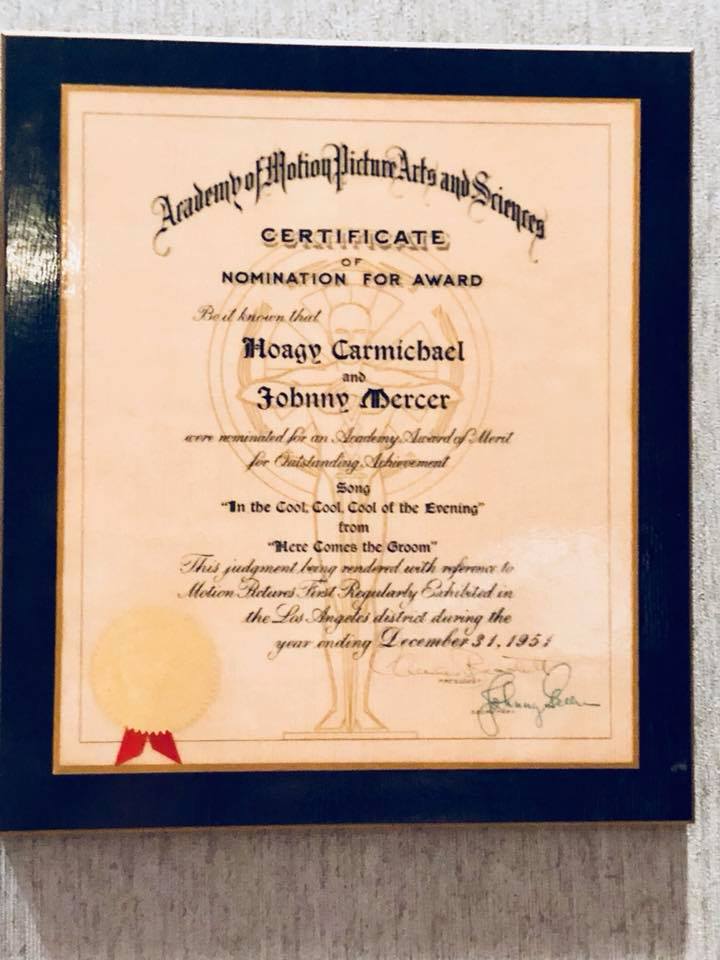 Academy of Motion Picture Arts and Sciences
CERTIFICATE
OF
NOMINATION FOR AWARD
Be it known that
Hoagy Carmichael
and
Johnny Mercer
were nominated for an Academy Award of Merit
for Outstanding Achievement
Song
"In the Cool, Cool, Cool of the Evening"
from
"Here Comes the Groom"
This judgment being rendered with reference to
Motion Pictures First Regularly Exhibited in
the Los Angeles district during the
year ending December 31, 1951
PRESIDENT
Johnny Green